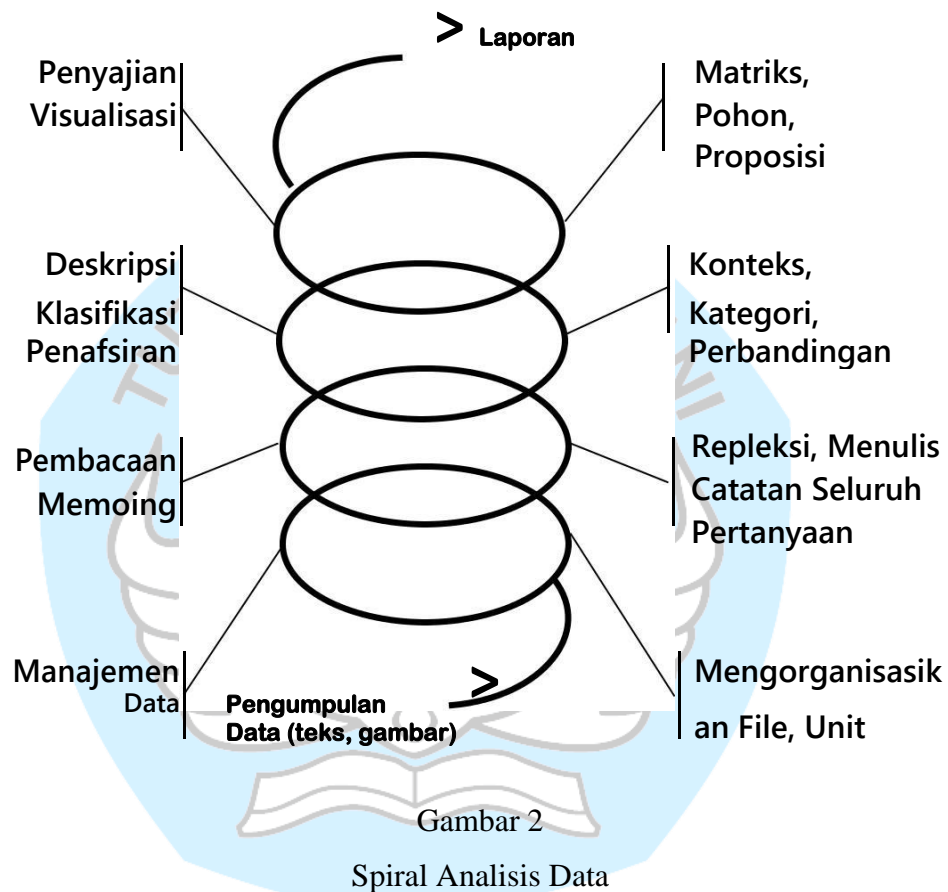 > Laporan
Penyajian
Visualisasi
Matriks,
Pohon,
Proposisi
Deskripsi
Klasifikasi
Penafsiran
Konteks,
Kategori,
Perbandingan
Pembacaan
Memoing
Repleksi, Menulis
Catatan Seluruh
Pertanyaan
Manajemen
Data
>
Pengumpulan
Data (teks, gambar)
Mengorganisasik
an File, Unit
Gambar 2
Spiral Analisis Data